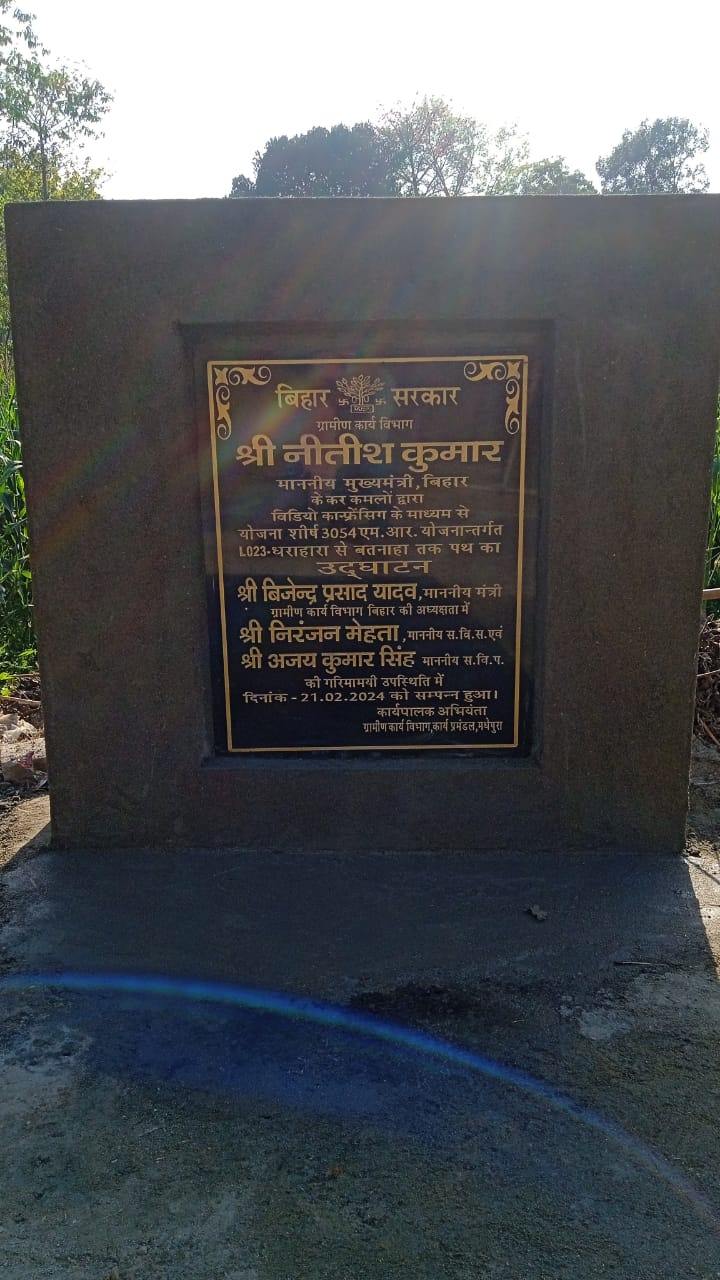 बिहार सरकार
ग्रामीण कार्य विभाग
श्री नीतीश कुमार
माननीय मुख्यमंत्री, बिहार
के कर कमलों द्वारा
विडियो कान्फ्रेंसिग के माध्यम से
योजना शीर्ष 3054 एम.आर. योजनान्तर्गत
L023-धराहारा से बतनाहा तक पथ का
उद्घाटन
श्री बिजेन्द्र प्रसाद यादव, माननीय मंत्री
ग्रामीण कार्य विभाग बिहार की अध्यक्षता में
श्री निरंजन मेहता, माननीय स.वि.स. एवं
श्री अजय कुमार सिंह माननीय स.वि.प.
की गरिमामयी उपस्थिति में
दिनांक - 21.02.2024 को सम्पन्न हुआ।
कार्यपालक अभियंता
ग्रामीण कार्य विभाग, कार्य प्रमंडल, मधेपुरा